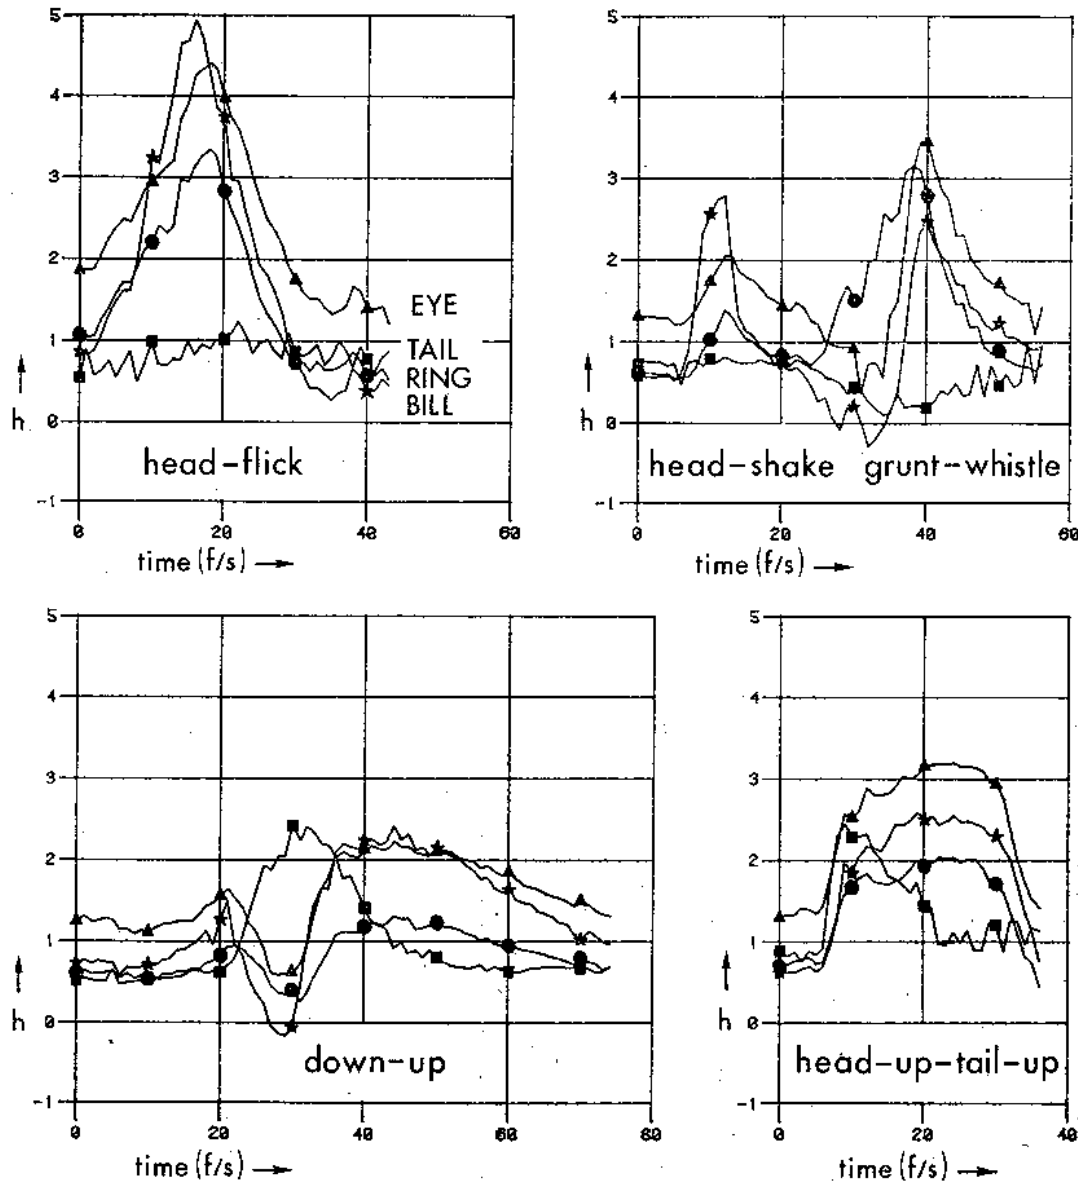 5
4
3
2
1
0
-1
h
EYE
TAIL
RING
BILL
head-flick
0 20 40 60
time (f/s)
5
4
3
2
1
0
-1
h
head-shake grunt-whistle
0 20 40 60
time (f/s)
5
4
3
2
1
0
-1
h
down-up
0 20 40 60 80
time (f/s)
5
4
3
2
1
0
-1
h
head-up-tail-up
0 20 40
time (f/s)